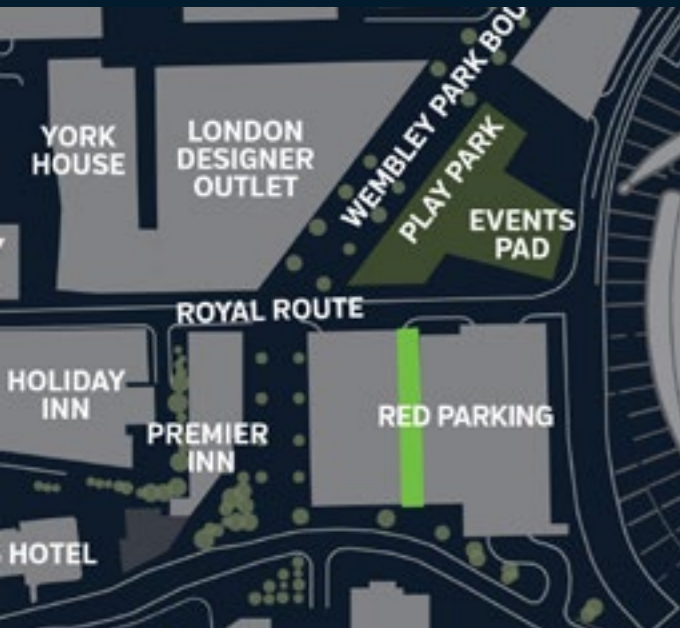 WEMBLEY PARK BOU
YORK
HOUSE
LONDON
DESIGNER
OUTLET
PLAY PARK
EVENTS
PAD
Y
ROYAL ROUTE
HOLIDAY
INN
PREMIER
INN
RED PARKING
S HOTEL